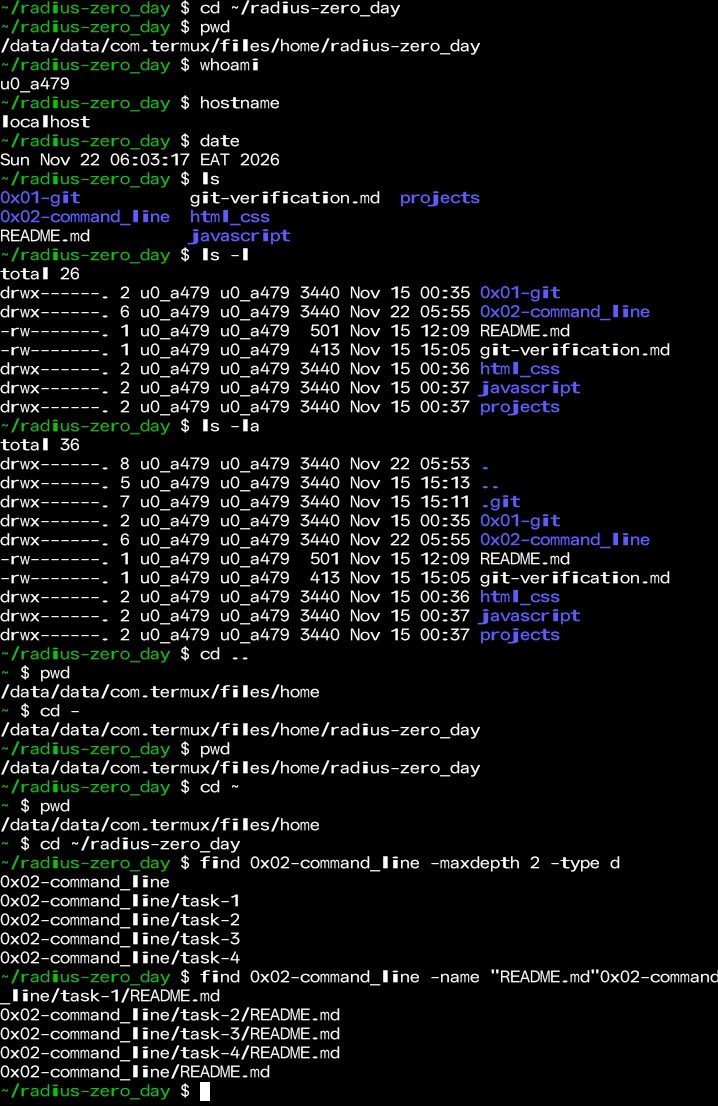 ~/radius-zero_day $ cd ~/radius-zero_day
~/radius-zero_day $ pwd
/data/data/com.termux/files/home/radius-zero_day
~/radius-zero_day $ whoami
u0_a479
~/radius-zero_day $ hostname
localhost
~/radius-zero_day $ date
Sun Nov 22 06:03:17 EAT 2026
~/radius-zero_day $ ls
0x01-git           git-verification.md  projects
0x02-command_line  html_css
README.md          javascript
~/radius-zero_day $ ls -l
total 26
drwx------. 2 u0_a479 u0_a479 3440 Nov 15 00:35 0x01-git
drwx------. 6 u0_a479 u0_a479 3440 Nov 22 05:55 0x02-command_line
-rw-------. 1 u0_a479 u0_a479  501 Nov 15 12:09 README.md
-rw-------. 1 u0_a479 u0_a479  413 Nov 15 15:05 git-verification.md
drwx------. 2 u0_a479 u0_a479 3440 Nov 15 00:36 html_css
drwx------. 2 u0_a479 u0_a479 3440 Nov 15 00:37 javascript
drwx------. 2 u0_a479 u0_a479 3440 Nov 15 00:37 projects
~/radius-zero_day $ ls -la
total 36
drwx------. 8 u0_a479 u0_a479 3440 Nov 22 05:53 .
drwx------. 5 u0_a479 u0_a479 3440 Nov 15 15:13 ..
drwx------. 7 u0_a479 u0_a479 3440 Nov 15 15:11 .git
drwx------. 2 u0_a479 u0_a479 3440 Nov 15 00:35 0x01-git
drwx------. 6 u0_a479 u0_a479 3440 Nov 22 05:55 0x02-command_line
-rw-------. 1 u0_a479 u0_a479  501 Nov 15 12:09 README.md
-rw-------. 1 u0_a479 u0_a479  413 Nov 15 15:05 git-verification.md
drwx------. 2 u0_a479 u0_a479 3440 Nov 15 00:36 html_css
drwx------. 2 u0_a479 u0_a479 3440 Nov 15 00:37 javascript
drwx------. 2 u0_a479 u0_a479 3440 Nov 15 00:37 projects
~/radius-zero_day $ cd ..
~ $ pwd
/data/data/com.termux/files/home
~ $ cd -
/data/data/com.termux/files/home/radius-zero_day
~/radius-zero_day $ pwd
/data/data/com.termux/files/home/radius-zero_day
~/radius-zero_day $ cd ~
~ $ pwd
/data/data/com.termux/files/home
~ $ cd ~/radius-zero_day
~/radius-zero_day $ find 0x02-command_line -maxdepth 2 -type d
0x02-command_line
0x02-command_line/task-1
0x02-command_line/task-2
0x02-command_line/task-3
0x02-command_line/task-4
~/radius-zero_day $ find 0x02-command_line -name "README.md"0x02-command
_line/task-1/README.md
0x02-command_line/task-2/README.md
0x02-command_line/task-3/README.md
0x02-command_line/task-4/README.md
0x02-command_line/README.md
~/radius-zero_day $